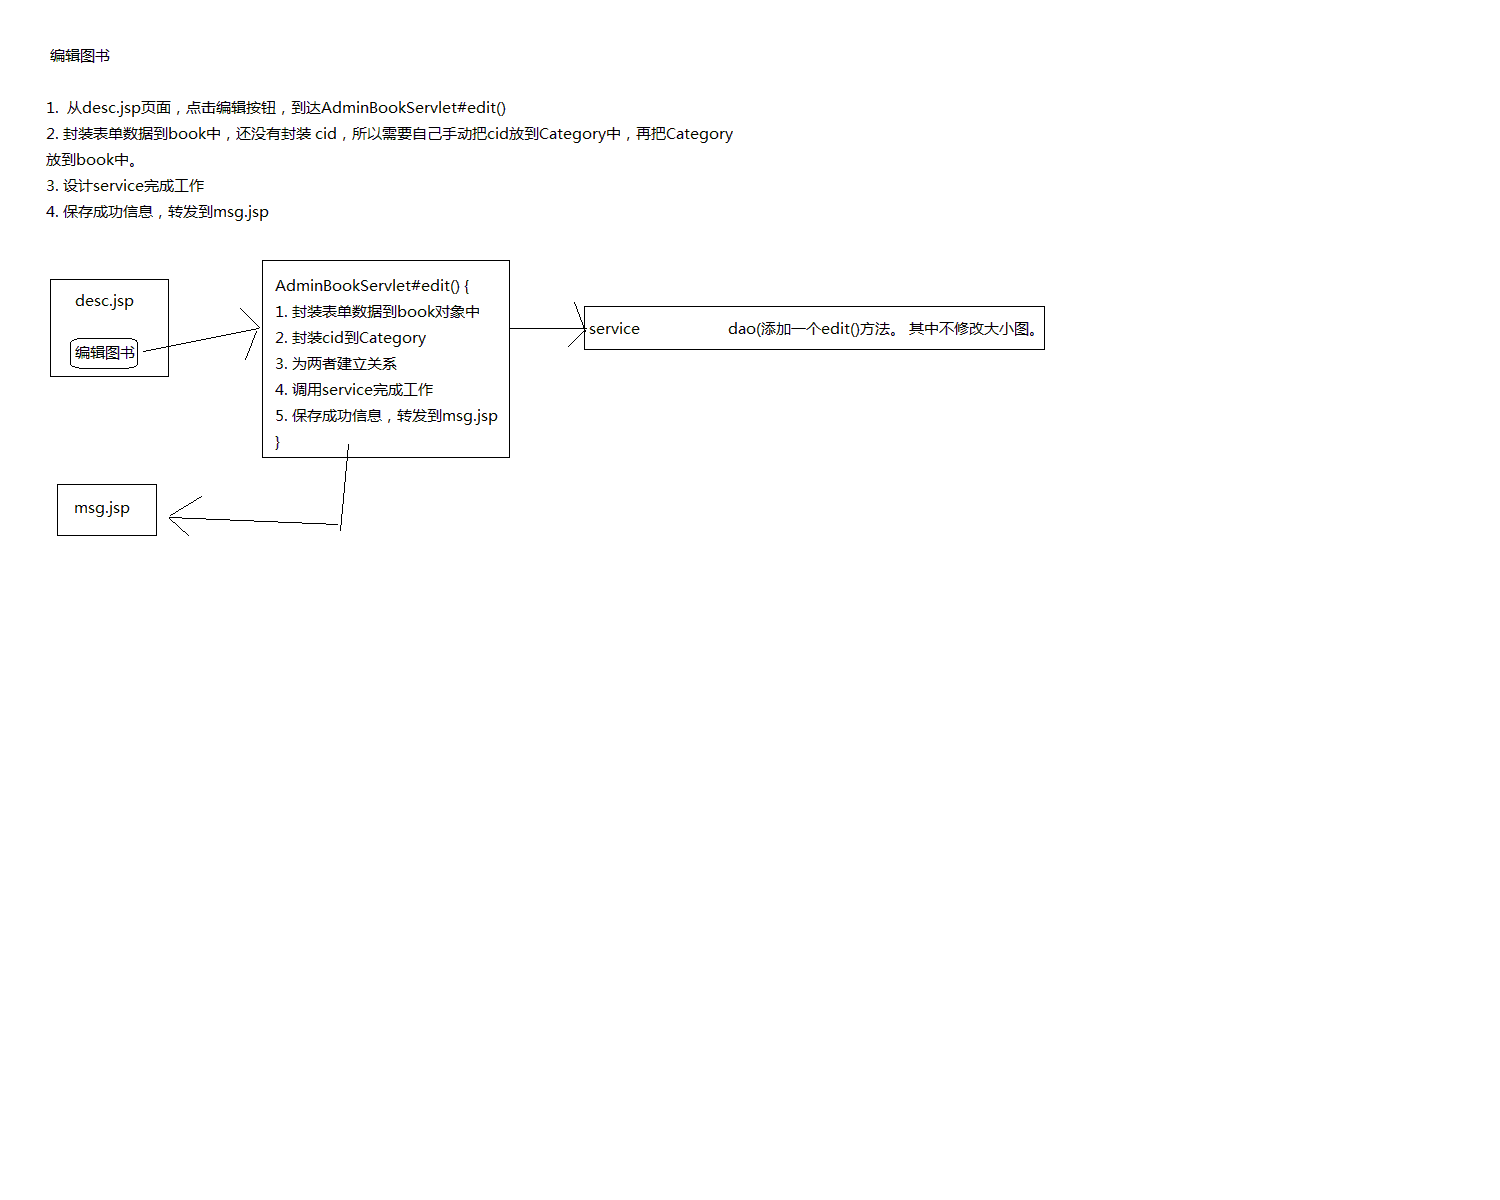 编辑图书
1.  从desc.jsp页面，点击编辑按钮，到达AdminBookServlet#edit()
2. 封装表单数据到book中，还没有封装 cid，所以需要自己手动把cid放到Category中，再把Category
放到book中。
3. 设计service完成工作
4. 保存成功信息，转发到msg.jsp
desc.jsp
编辑图书
AdminBookServlet#edit() {
1. 封装表单数据到book对象中
2. 封装cid到Category
3. 为两者建立关系
4. 调用service完成工作
5. 保存成功信息，转发到msg.jsp
}
service dao(添加一个edit()方法。 其中不修改大小图。
msg.jsp